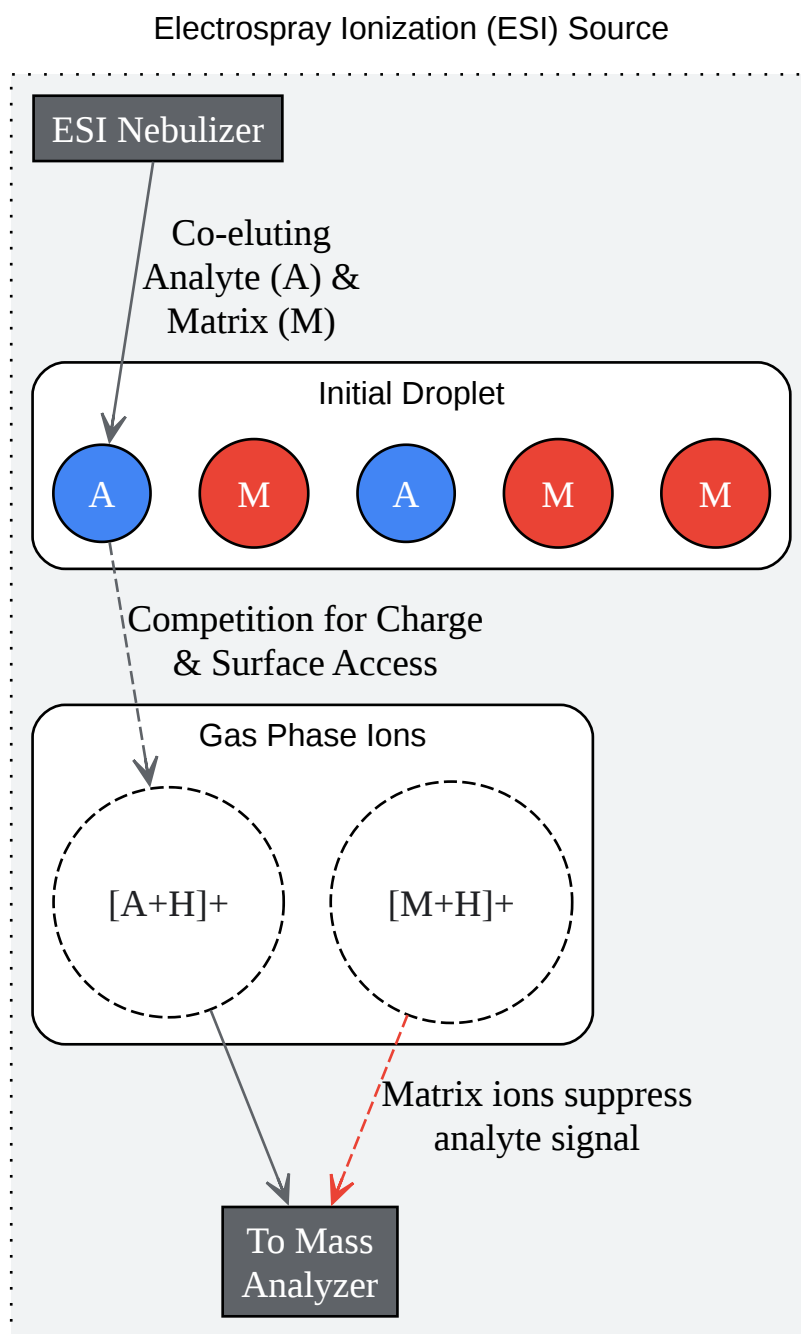 Electrospray Ionization (ESI) Source
ESI Nebulizer
Co-eluting
Analyte (A) &
Matrix (M)
Initial Droplet
A M A M M
Competition for Charge
& Surface Access
Gas Phase Ions
[A+H]+ [M+H]+
Matrix ions suppress
analyte signal
To Mass
Analyzer